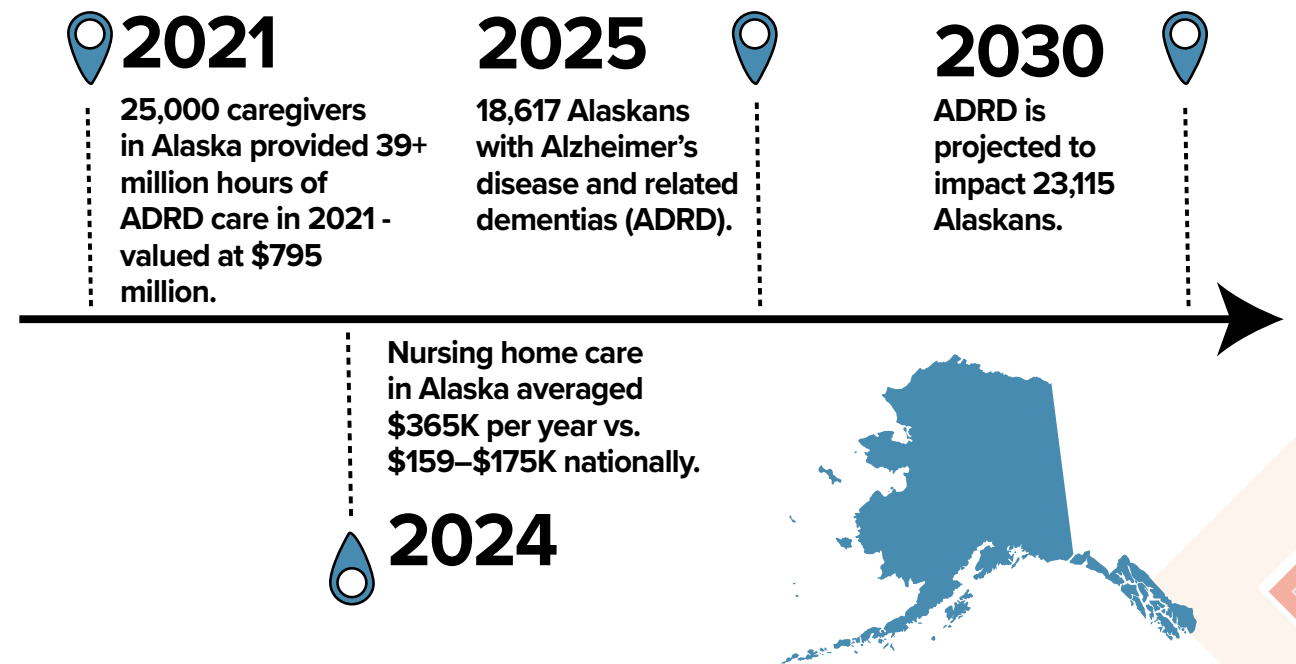 2021
25,000 caregivers
in Alaska provided 39+
million hours of
ADRD care in 2021 -
valued at $795
million.
Nursing home care
in Alaska averaged
$365K per year vs.
$159–$175K nationally.
2024
2025
18,617 Alaskans
with Alzheimer’s
disease and related
dementias (ADRD).
2030
ADRD is
projected to
impact 23,115
Alaskans.